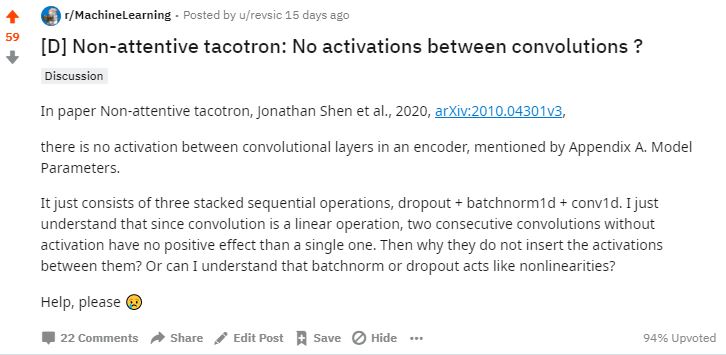 r/MachineLearning · Posted by u/revsic 15 days ago
59
[D] Non-attentive tacotron: No activations between convolutions ?
Discussion
In paper Non-attentive tacotron, Jonathan Shen et al., 2020, arXiv:2010.04301v3,
there is no activation between convolutional layers in an encoder, mentioned by Appendix A. Model
Parameters.
It just consists of three stacked sequential operations, dropout + batchnorm1d + conv1d. I just
understand that since convolution is a linear operation, two consecutive convolutions without
activation have no positive effect than a single one. Then why they do not insert the activations
between them? Or can I understand that batchnorm or dropout acts like nonlinearities?
Help, please 😥
22 Comments Share Edit Post Save Hide ••• 94% Upvoted